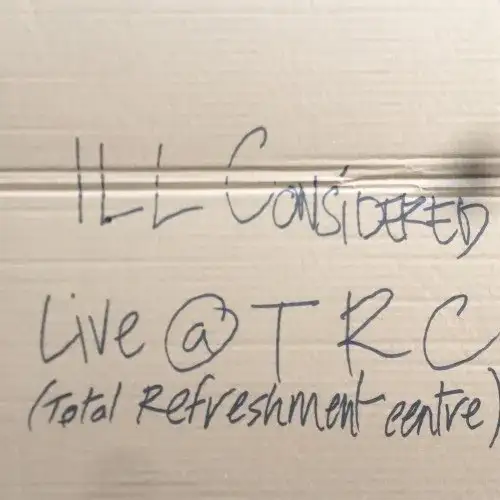 ILL CONSiDERED
Live @ T R C
(Total Refreshment centre)